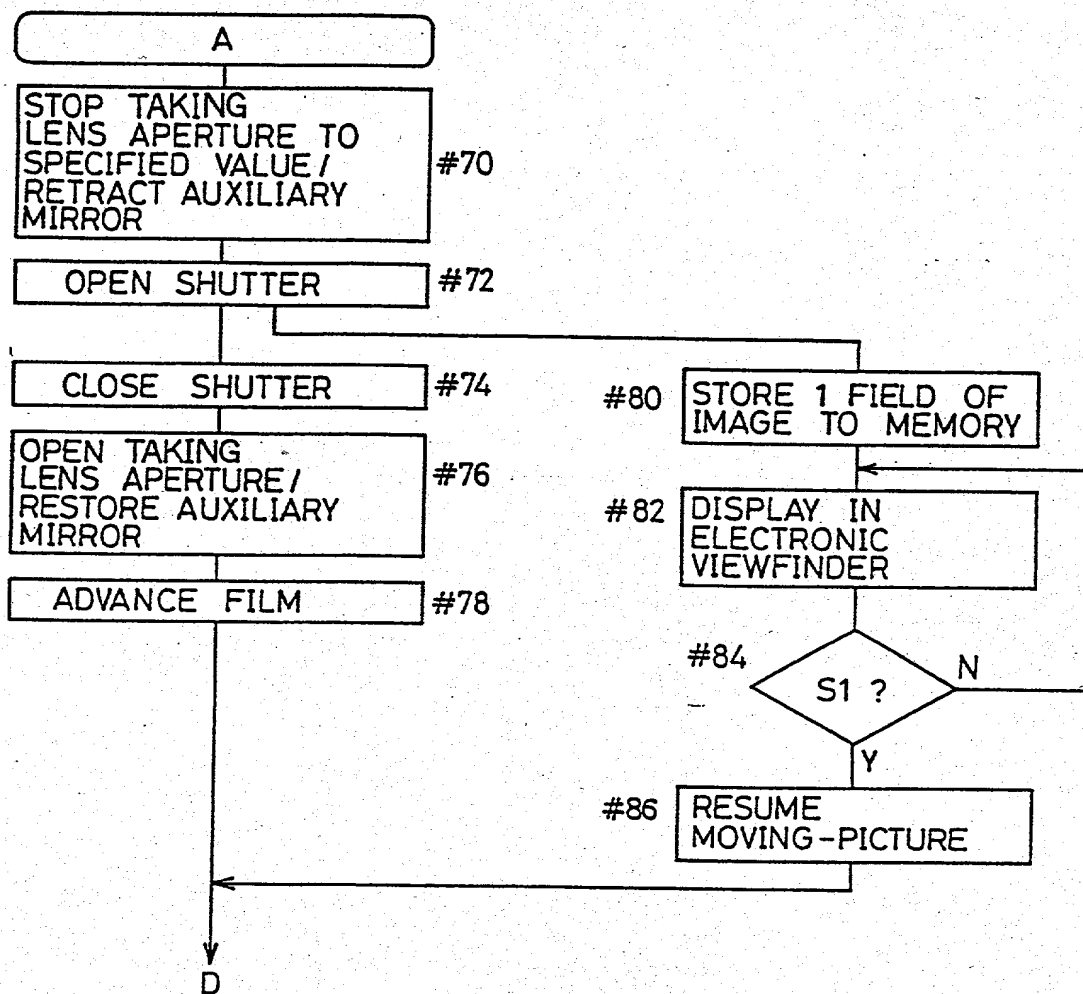 A
STOP TAKING
LENS APERTURE TO
SPECIFIED VALUE/
RETRACT AUXILIARY
MIRROR
#70
OPEN SHUTTER
#72
CLOSE SHUTTER
#74
OPEN TAKING
LENS APERTURE/
RESTORE AUXILIARY
MIRROR
#76
ADVANCE FILM
#78
#80
STORE 1 FIELD OF
IMAGE TO MEMORY
#82
DISPLAY IN
ELECTRONIC
VIEWFINDER
#84
S1 ?
N
Y
#86
RESUME
MOVING-PICTURE
D